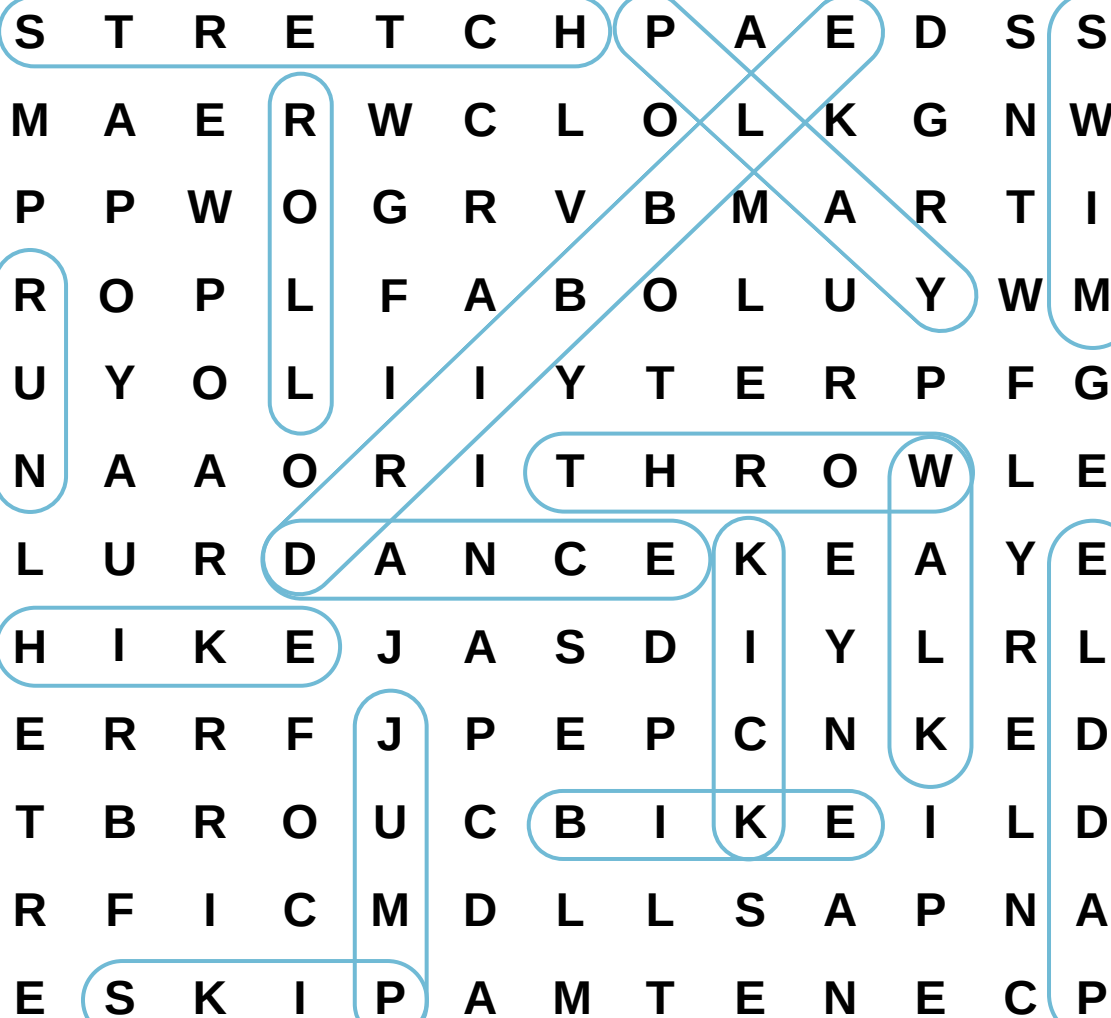 S T R E T C H P A E D S S
M A E R W C L O L K G N W
P P W O G R V B M A R T I
R O P L F A B O L U Y W M
U Y O L I I Y T E R P F G
N A A O R I T H R O W L E
L U R D A N C E K E A Y E
H I K E J A S D I Y L R L
E R R F J P E P C N K E D
T B R O U C B I K E I L D
R F I C M D L L S A P N A
E S K I P A M T E N E C P